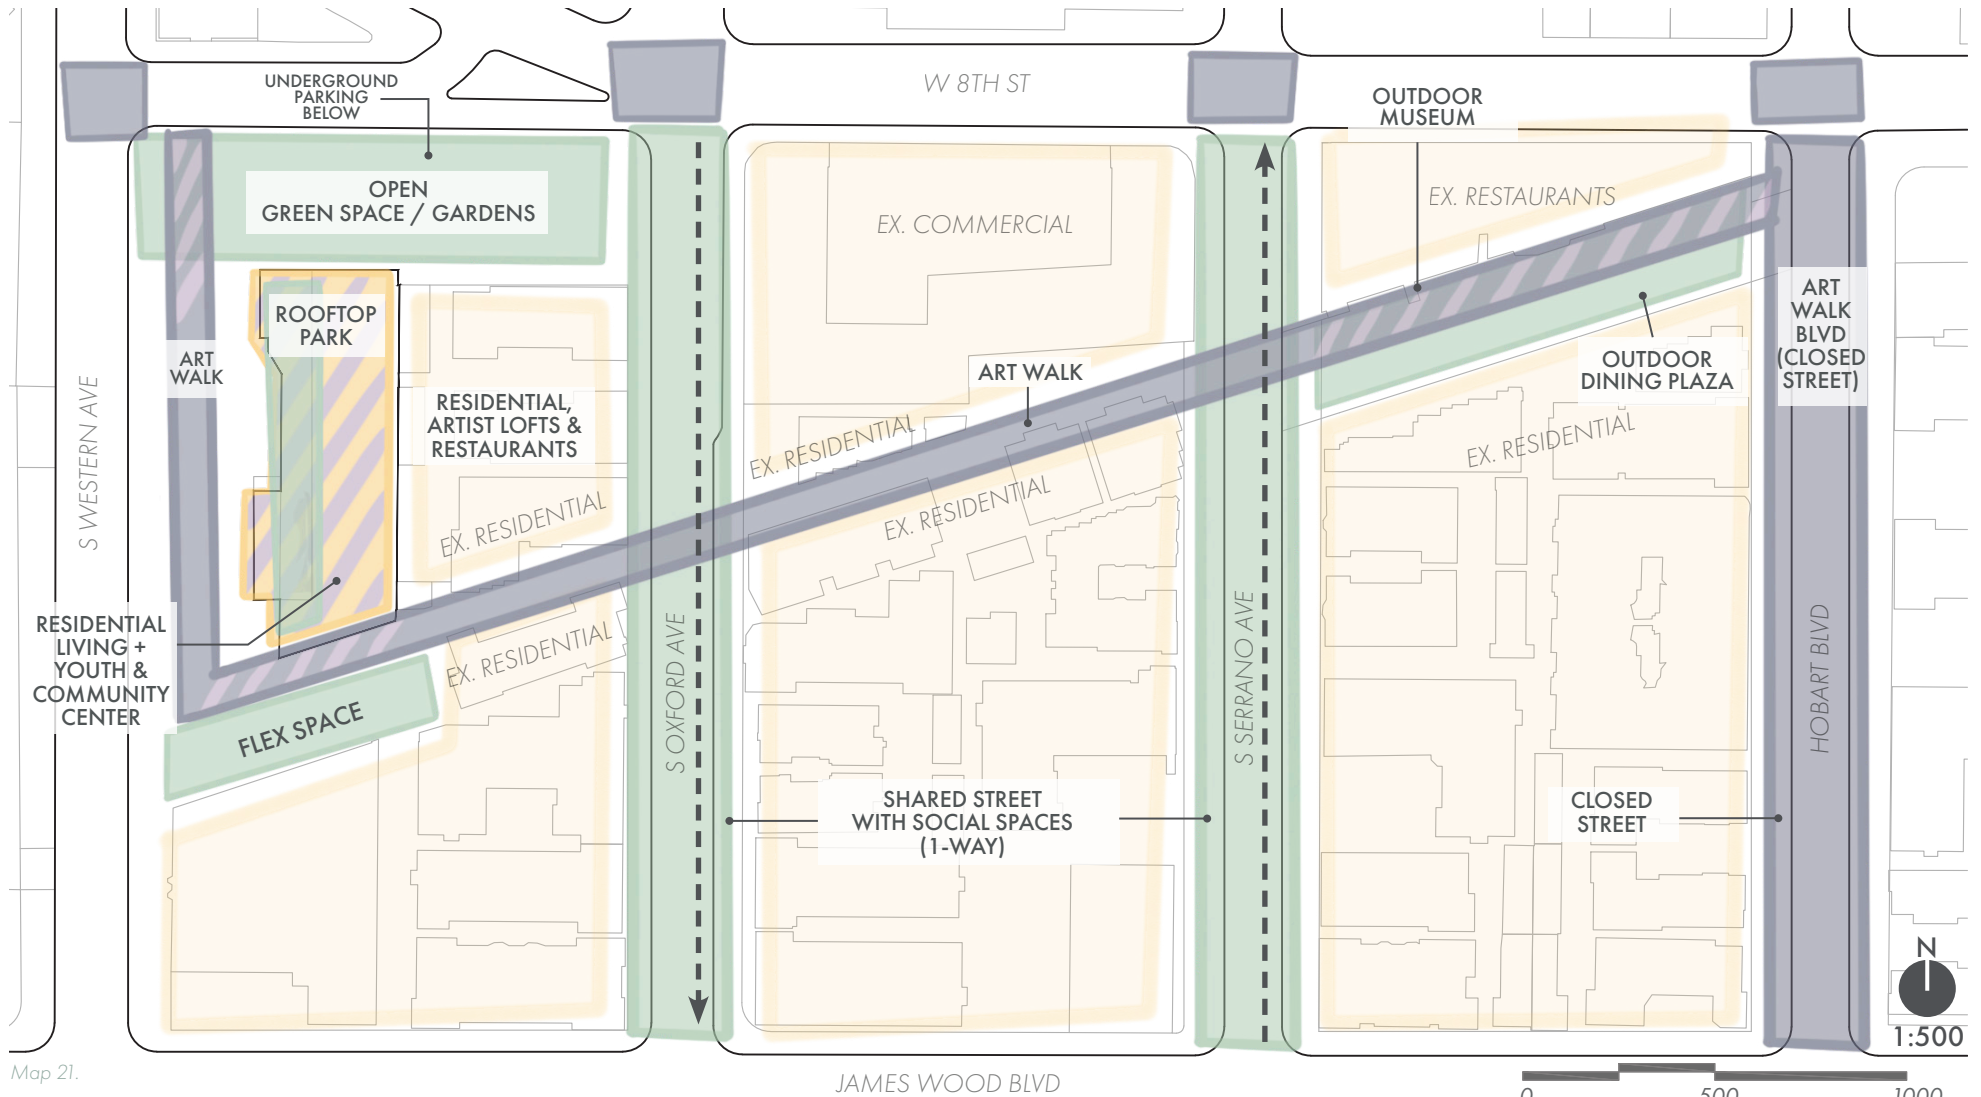 W 8TH ST
UNDERGROUND
PARKING
BELOW
OUTDOOR
MUSEUM
OPEN
GREEN SPACE / GARDENS
EX. COMMERCIAL
EX. RESTAURANTS
ROOFTOP
PARK
ART
WALK
ART WALK
ART
WALK
BLVD
(CLOSED
STREET)
OUTDOOR
DINING PLAZA
RESIDENTIAL,
ARTIST LOFTS &
RESTAURANTS
S WESTERN AVE
EX. RESIDENTIAL
EX. RESIDENTIAL
EX. RESIDENTIAL
EX. RESIDENTIAL
EX. RESIDENTIAL
RESIDENTIAL
LIVING +
YOUTH &
COMMUNITY
CENTER
FLEX SPACE
S OXFORD AVE
S SERRANO AVE
HOBART BLVD
SHARED STREET
WITH SOCIAL SPACES
(1-WAY)
CLOSED
STREET
N
1:500
Map 21.
JAMES WOOD BLVD
0 500 1000